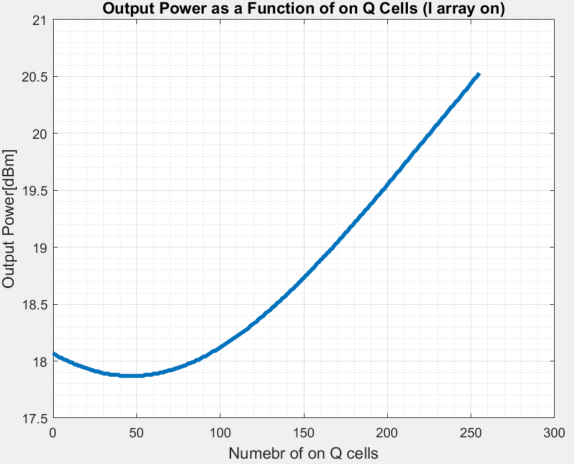 Output Power as a Function of on Q Cells (I array on)
21
20.5
20
19.5
19
18.5
18
17.5
Output Power[dBm]
0 50 100 150 200 250 300
Numebr of on Q cells